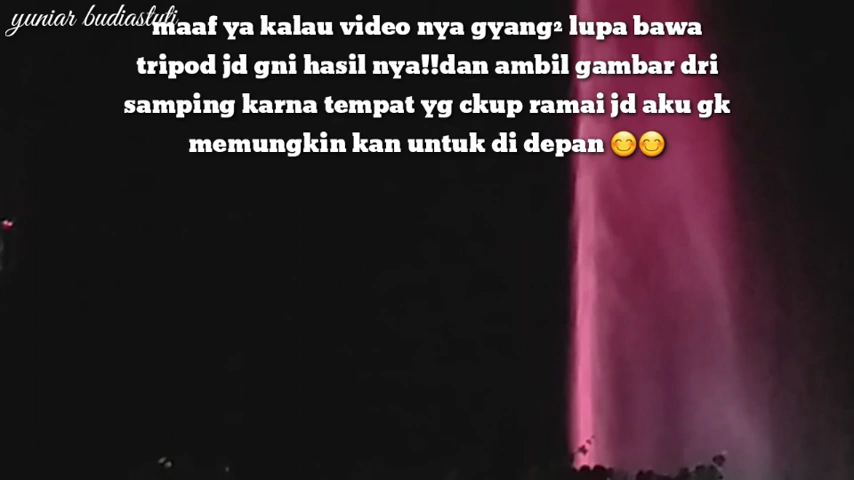 yuniar budiastuti
maaf ya kalau video nya gyang² lupa bawa
tripod jd gni hasil nya!!dan ambil gambar dri
samping karna tempat yg ckup ramai jd aku gk
memungkin kan untuk di depan 😊😊